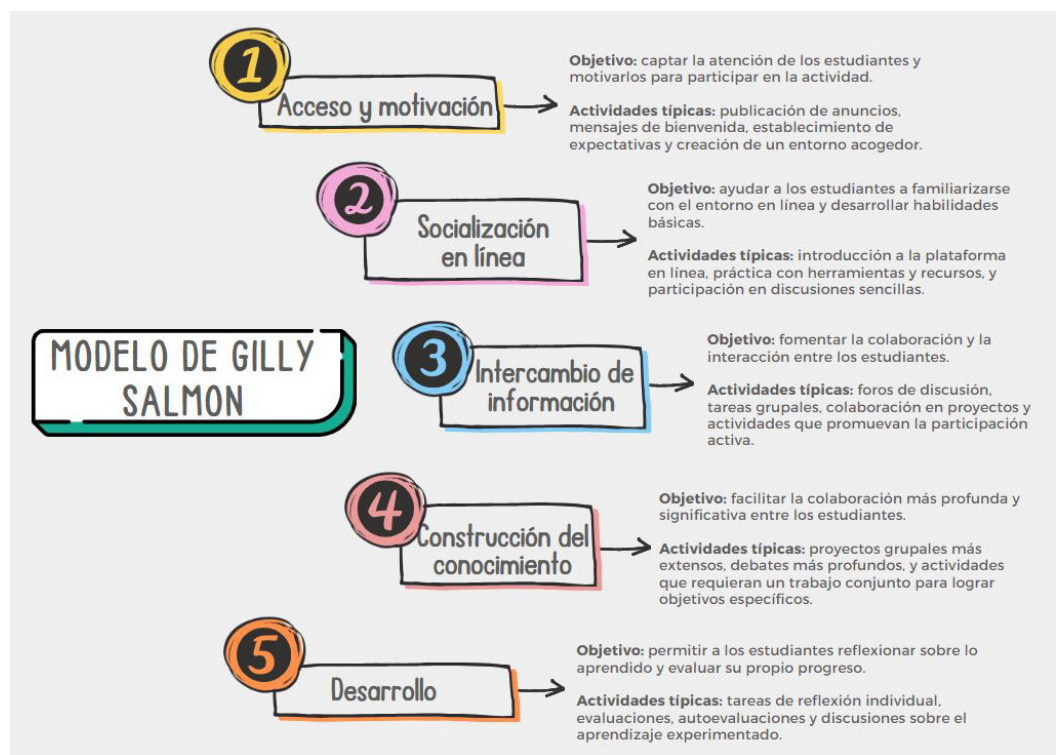 1
Acceso y motivación
Objetivo: captar la atención de los estudiantes y
motivarlos para participar en la actividad.
Actividades típicas: publicación de anuncios,
mensajes de bienvenida, establecimiento de
expectativas y creación de un entorno acogedor.
2
Socialización
en línea
Objetivo: ayudar a los estudiantes a familiarizarse
con el entorno en línea y desarrollar habilidades
básicas.
Actividades típicas: introducción a la plataforma
en línea, práctica con herramientas y recursos, y
participación en discusiones sencillas.
MODELO DE GILLY
SALMON
3
Intercambio de
información
Objetivo: fomentar la colaboración y la
interacción entre los estudiantes.
Actividades típicas: foros de discusión,
tareas grupales, colaboración en proyectos y
actividades que promuevan la participación
activa.
4
Construcción del
conocimiento
Objetivo: facilitar la colaboración más profunda y
significativa entre los estudiantes.
Actividades típicas: proyectos grupales más
extensos, debates más profundos, y actividades
que requieran un trabajo conjunto para lograr
objetivos específicos.
5
Desarrollo
Objetivo: permitir a los estudiantes reflexionar sobre lo
aprendido y evaluar su propio progreso.
Actividades típicas: tareas de reflexión individual,
evaluaciones, autoevaluaciones y discusiones sobre el
aprendizaje experimentado.